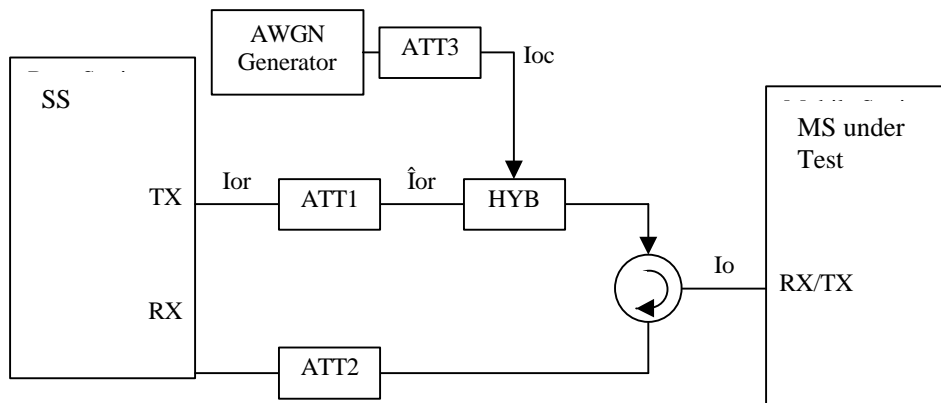 AWGN
Generator
ATT3
Ioc
SS
MS under
Test
TX
Ior
ATT1
Îor
HYB
Io
RX/TX
RX
ATT2